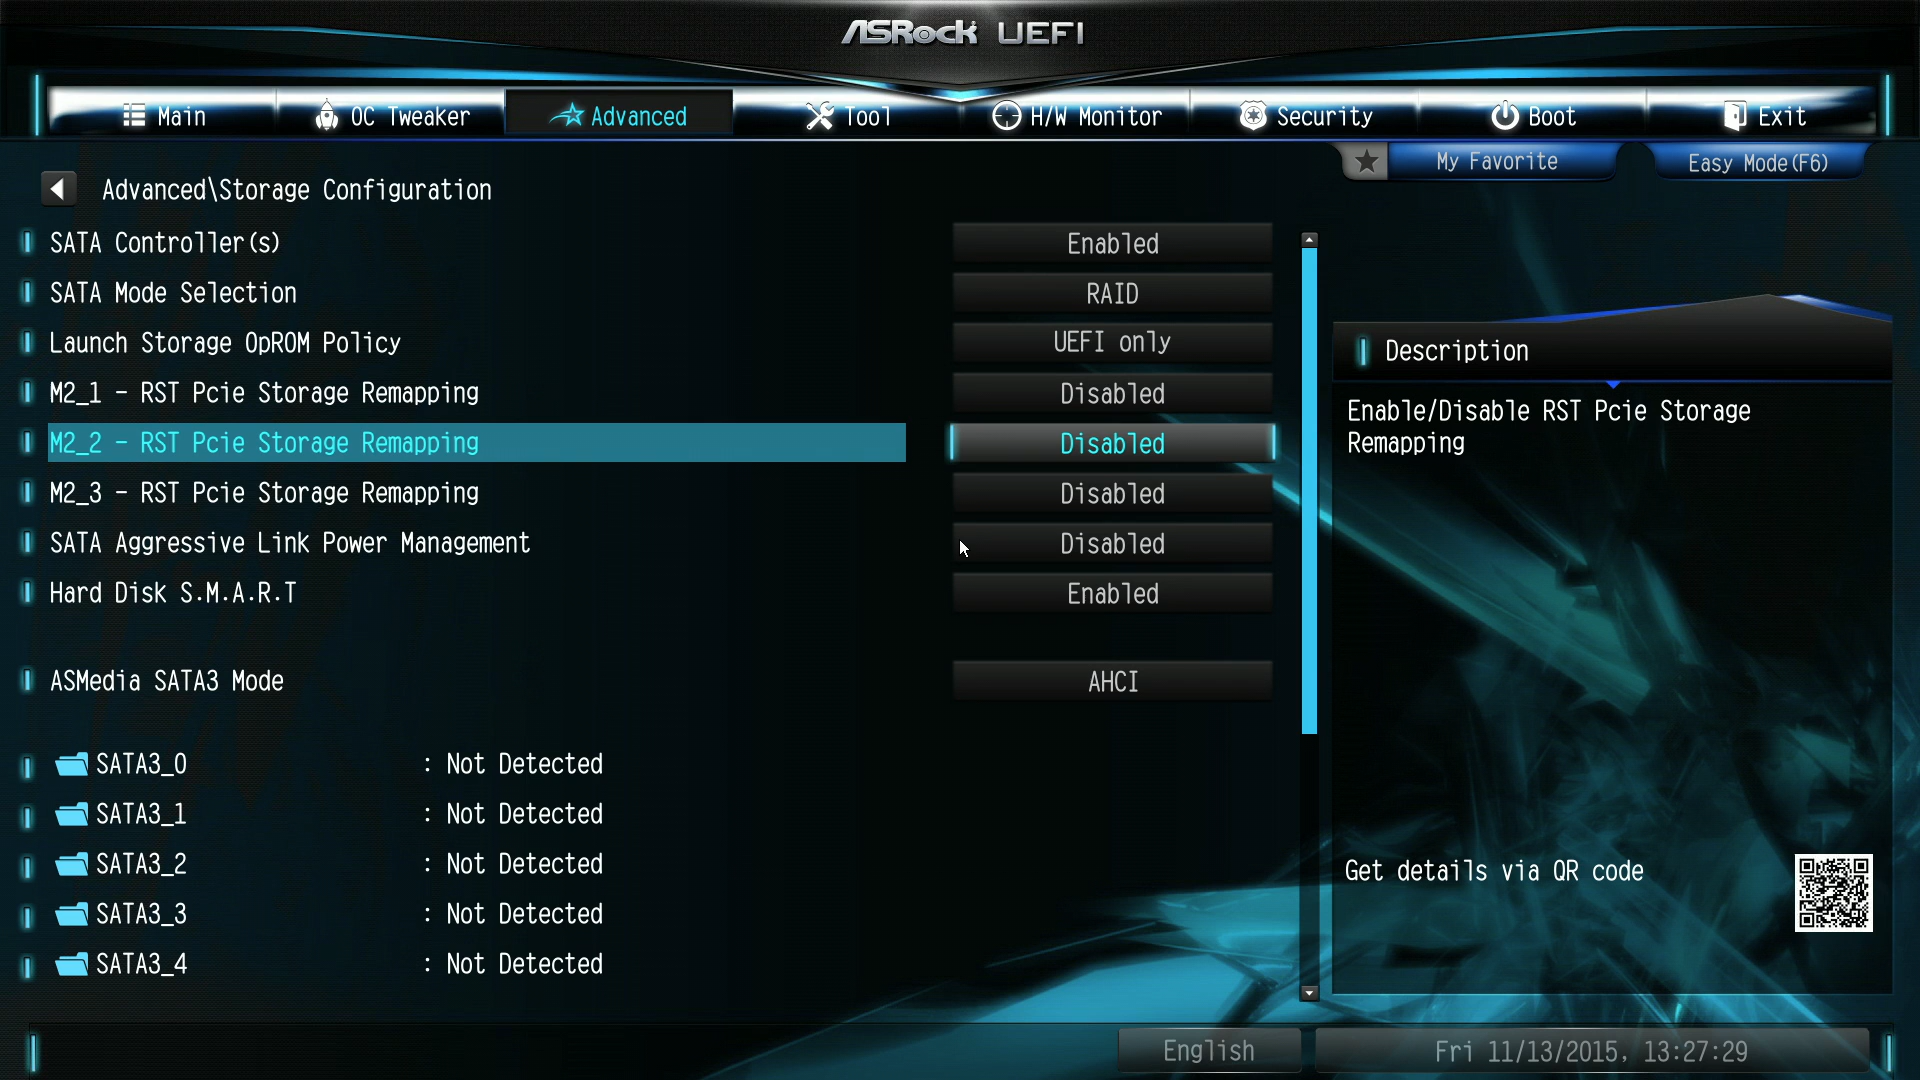 ASRock UEFI
Main
OC Tweaker
Advanced
Tool
H/W Monitor
Security
Boot
Exit
My Favorite
Easy Mode(F6)
Advanced\Storage Configuration
SATA Controller(s) Enabled
SATA Mode Selection RAID
Launch Storage OpROM Policy UEFI only
M2_1 - RST Pcie Storage Remapping Disabled
M2_2 - RST Pcie Storage Remapping Disabled
M2_3 - RST Pcie Storage Remapping Disabled
SATA Aggressive Link Power Management Disabled
Hard Disk S.M.A.R.T Enabled
ASMedia SATA3 Mode AHCI
SATA3_0 : Not Detected
SATA3_1 : Not Detected
SATA3_2 : Not Detected
SATA3_3 : Not Detected
SATA3_4 : Not Detected
Description
Enable/Disable RST Pcie Storage
Remapping
Get details via QR code
English
Fri 11/13/2015, 13:27:29